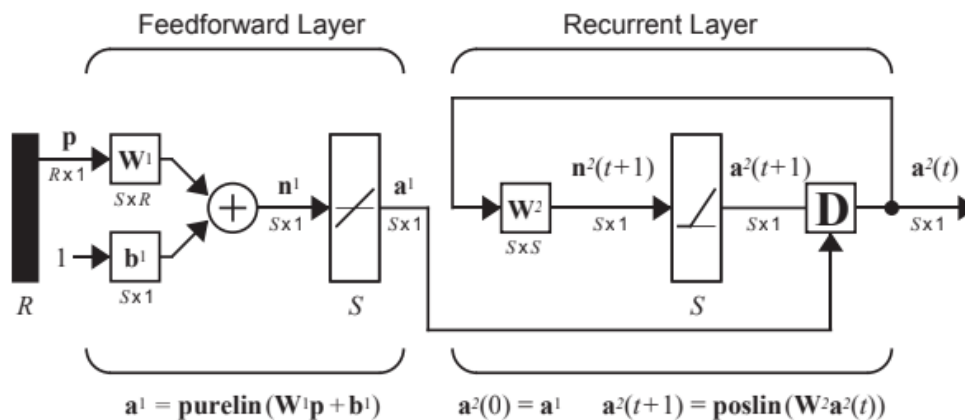 Feedforward Layer
Recurrent Layer
p
R x 1
W¹
S x R
1
b¹
S x 1
R
n¹
S x 1
S
a¹
S x 1
W²
S x S
n²(t+1)
S x 1
S
a²(t+1)
S x 1
D
a²(t)
S x 1
a¹ = purelin (W¹p + b¹)
a²(0) = a¹ a²(t+1) = poslin (W²a²(t))